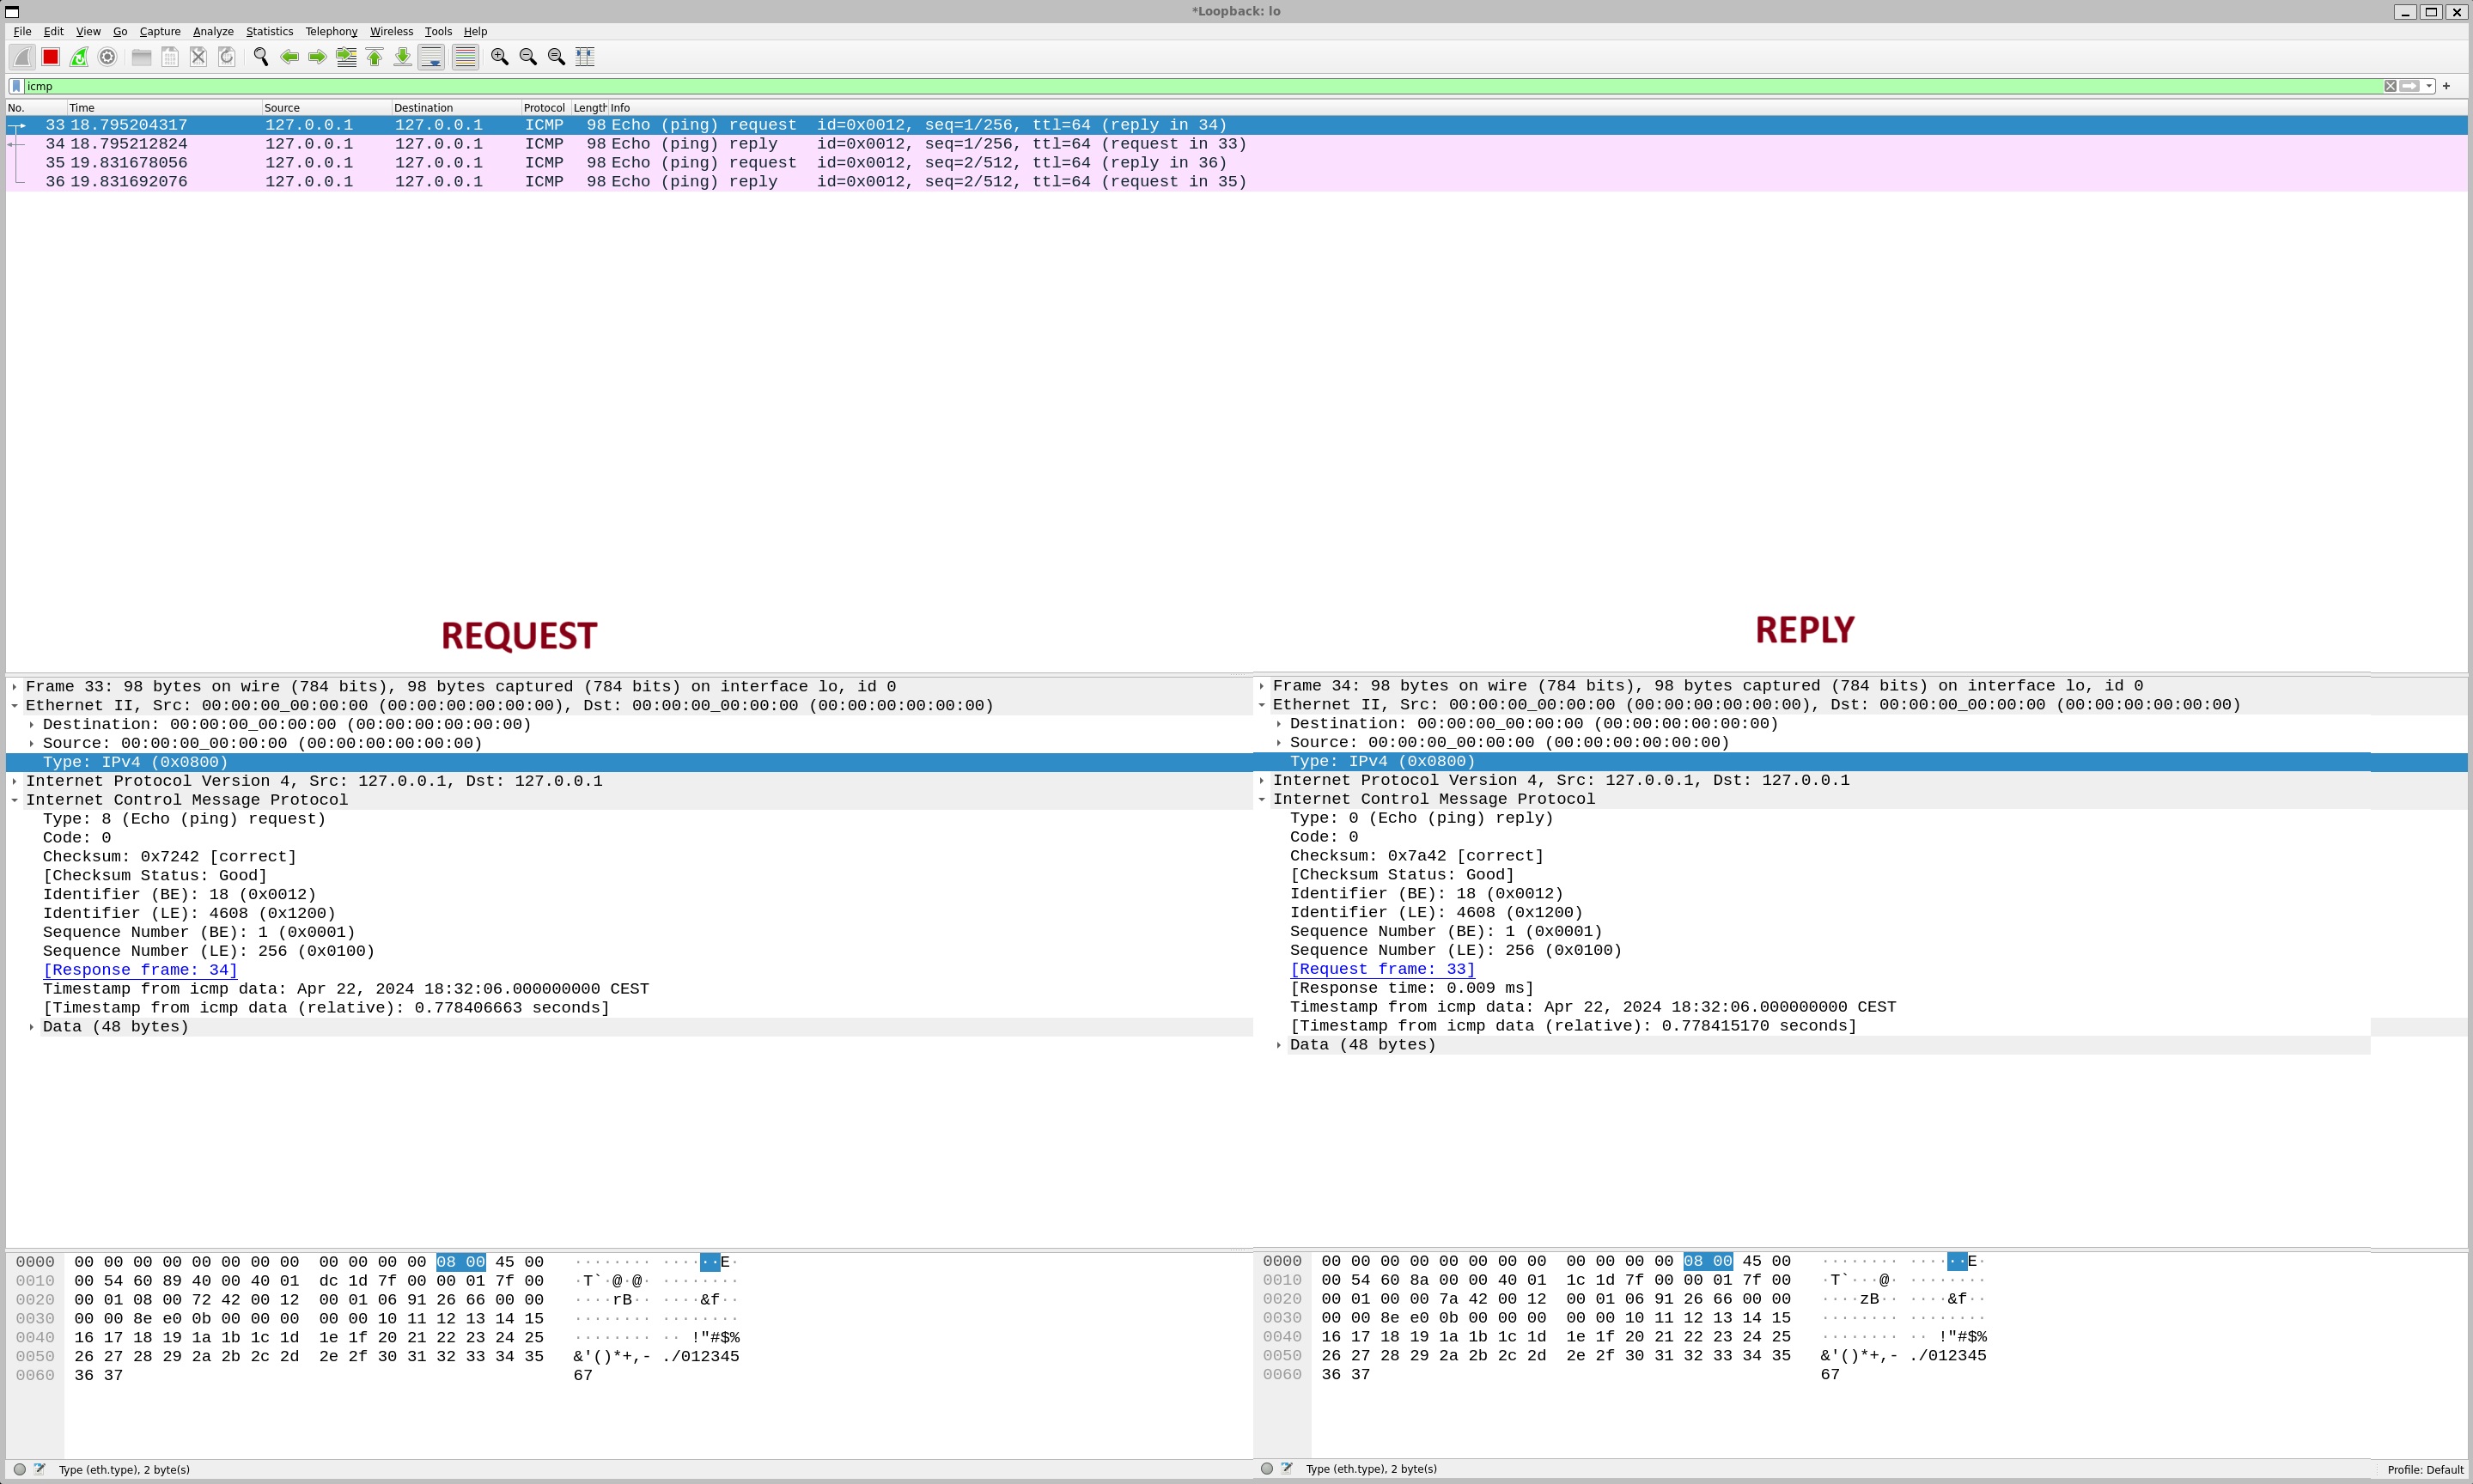 *Loopback: lo
File Edit View Go Capture Analyze Statistics Telephony Wireless Tools Help
icmp
No. Time Source Destination Protocol Length Info
33 18.795204317 127.0.0.1 127.0.0.1 ICMP 98 Echo (ping) request id=0x0012, seq=1/256, ttl=64 (reply in 34)
34 18.795212824 127.0.0.1 127.0.0.1 ICMP 98 Echo (ping) reply id=0x0012, seq=1/256, ttl=64 (request in 33)
35 19.831678056 127.0.0.1 127.0.0.1 ICMP 98 Echo (ping) request id=0x0012, seq=2/512, ttl=64 (reply in 36)
36 19.831692076 127.0.0.1 127.0.0.1 ICMP 98 Echo (ping) reply id=0x0012, seq=2/512, ttl=64 (request in 35)
REQUEST
Frame 33: 98 bytes on wire (784 bits), 98 bytes captured (784 bits) on interface lo, id 0
Ethernet II, Src: 00:00:00_00:00:00 (00:00:00:00:00:00), Dst: 00:00:00_00:00:00 (00:00:00:00:00:00)
Destination: 00:00:00_00:00:00 (00:00:00:00:00:00)
Source: 00:00:00_00:00:00 (00:00:00:00:00:00)
Type: IPv4 (0x0800)
Internet Protocol Version 4, Src: 127.0.0.1, Dst: 127.0.0.1
Internet Control Message Protocol
Type: 8 (Echo (ping) request)
Code: 0
Checksum: 0x7242 [correct]
[Checksum Status: Good]
Identifier (BE): 18 (0x0012)
Identifier (LE): 4608 (0x1200)
Sequence Number (BE): 1 (0x0001)
Sequence Number (LE): 256 (0x0100)
[Response frame: 34]
Timestamp from icmp data: Apr 22, 2024 18:32:06.000000000 CEST
[Timestamp from icmp data (relative): 0.778406663 seconds]
Data (48 bytes)
0000 00 00 00 00 00 00 00 00 00 00 00 00 08 00 45 00 ········ ······E·
0010 00 54 60 89 40 00 40 01 dc 1d 7f 00 00 01 7f 00 ·T`·@·@· ········
0020 00 01 08 00 72 42 00 12 00 01 06 91 26 66 00 00 ····rB·· ····&f··
0030 00 00 8e e0 0b 00 00 00 00 00 10 11 12 13 14 15 ········ ········
0040 16 17 18 19 1a 1b 1c 1d 1e 1f 20 21 22 23 24 25 ········ ·· !"#$%
0050 26 27 28 29 2a 2b 2c 2d 2e 2f 30 31 32 33 34 35 &'()*+,- ./012345
0060 36 37 67
Type (eth.type), 2 byte(s)
REPLY
Frame 34: 98 bytes on wire (784 bits), 98 bytes captured (784 bits) on interface lo, id 0
Ethernet II, Src: 00:00:00_00:00:00 (00:00:00:00:00:00), Dst: 00:00:00_00:00:00 (00:00:00:00:00:00)
Destination: 00:00:00_00:00:00 (00:00:00:00:00:00)
Source: 00:00:00_00:00:00 (00:00:00:00:00:00)
Type: IPv4 (0x0800)
Internet Protocol Version 4, Src: 127.0.0.1, Dst: 127.0.0.1
Internet Control Message Protocol
Type: 0 (Echo (ping) reply)
Code: 0
Checksum: 0x7a42 [correct]
[Checksum Status: Good]
Identifier (BE): 18 (0x0012)
Identifier (LE): 4608 (0x1200)
Sequence Number (BE): 1 (0x0001)
Sequence Number (LE): 256 (0x0100)
[Request frame: 33]
[Response time: 0.009 ms]
Timestamp from icmp data: Apr 22, 2024 18:32:06.000000000 CEST
[Timestamp from icmp data (relative): 0.778415170 seconds]
Data (48 bytes)
0000 00 00 00 00 00 00 00 00 00 00 00 00 08 00 45 00 ········ ······E·
0010 00 54 60 8a 00 00 40 01 1c 1d 7f 00 00 01 7f 00 ·T`···@· ········
0020 00 01 00 00 7a 42 00 12 00 01 06 91 26 66 00 00 ····zB·· ····&f··
0030 00 00 8e e0 0b 00 00 00 00 00 10 11 12 13 14 15 ········ ········
0040 16 17 18 19 1a 1b 1c 1d 1e 1f 20 21 22 23 24 25 ········ ·· !"#$%
0050 26 27 28 29 2a 2b 2c 2d 2e 2f 30 31 32 33 34 35 &'()*+,- ./012345
0060 36 37 67
Type (eth.type), 2 byte(s)
Profile: Default